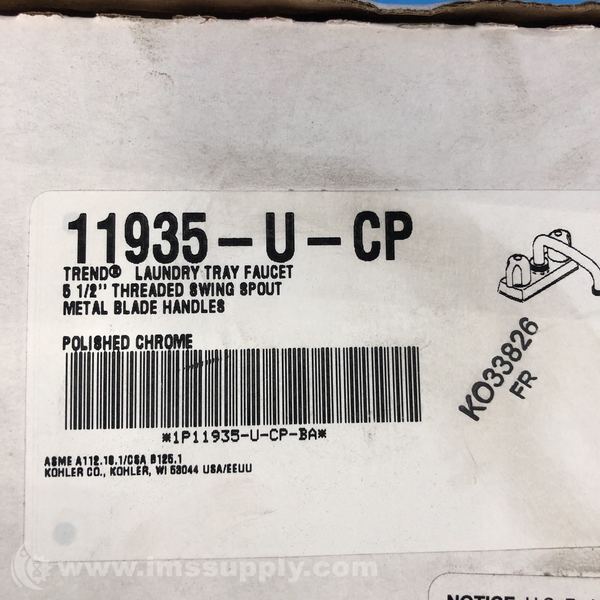 11935-U-CP
TREND® LAUNDRY TRAY FAUCET
5 1/2" THREADED SWING SPOUT
METAL BLADE HANDLES
POLISHED CHROME
*1P11935-U-CP-BA*
ASME A112.18.1/CSA B125.1
KOHLER CO., KOHLER, WI 53044 USA/EEUU
KO33826
FR
www.imssupply.com
NOTICE U.S.